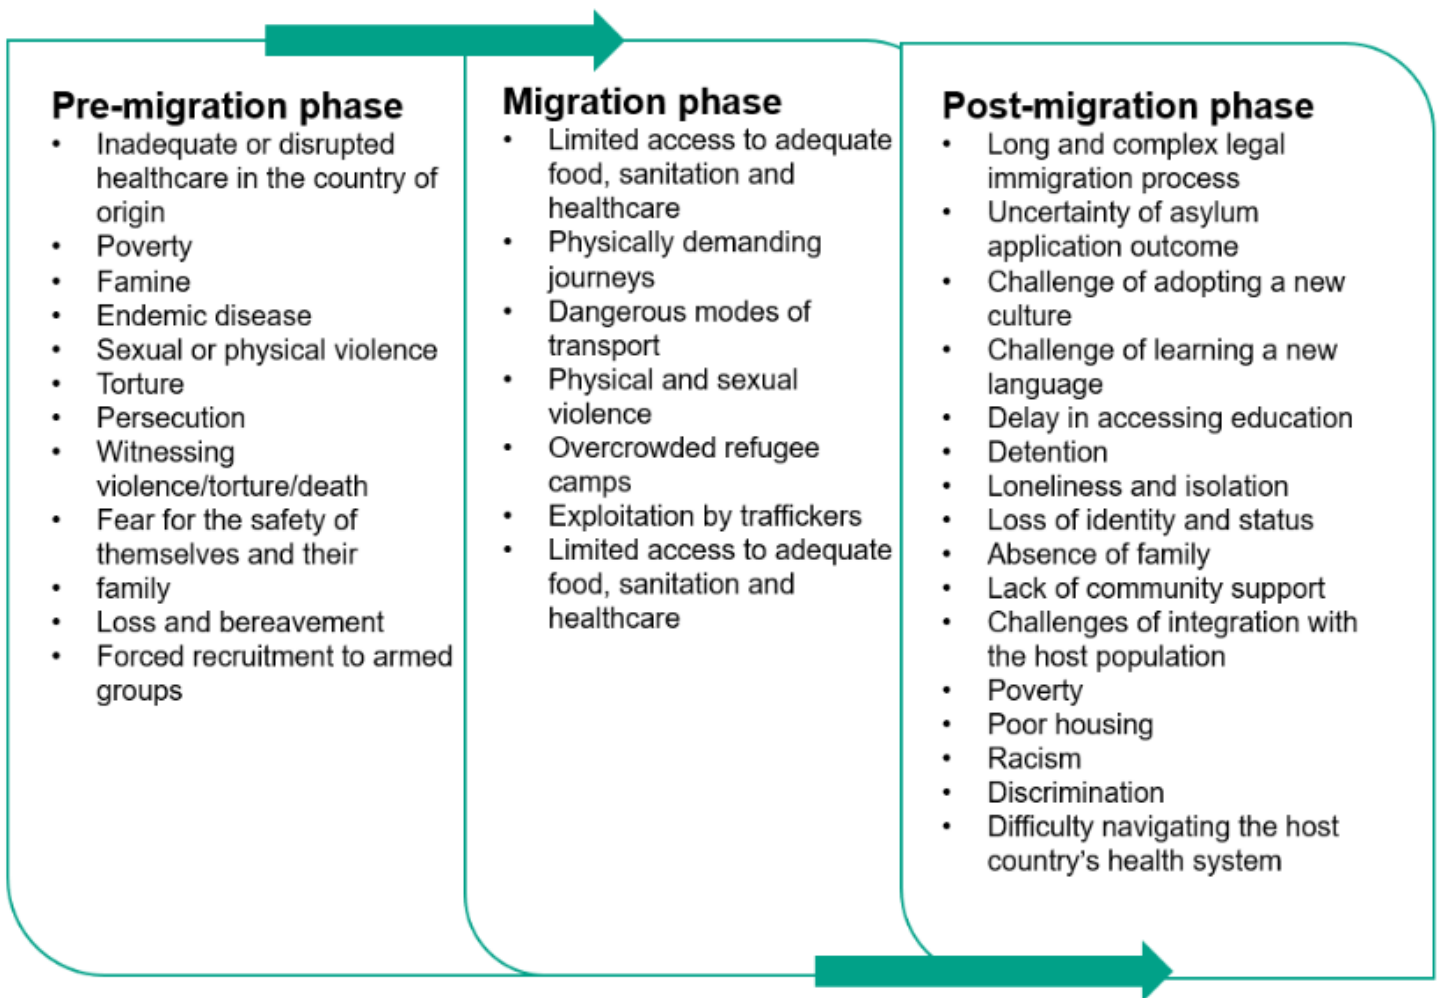 Pre-migration phase
• Inadequate or disrupted
healthcare in the country of
origin
• Poverty
• Famine
• Endemic disease
• Sexual or physical violence
• Torture
• Persecution
• Witnessing
violence/torture/death
• Fear for the safety of
themselves and their
• family
• Loss and bereavement
• Forced recruitment to armed
groups
Migration phase
• Limited access to adequate
food, sanitation and
healthcare
• Physically demanding
journeys
• Dangerous modes of
transport
• Physical and sexual
violence
• Overcrowded refugee
camps
• Exploitation by traffickers
• Limited access to adequate
food, sanitation and
healthcare
Post-migration phase
• Long and complex legal
immigration process
• Uncertainty of asylum
application outcome
• Challenge of adopting a new
culture
• Challenge of learning a new
language
• Delay in accessing education
• Detention
• Loneliness and isolation
• Loss of identity and status
• Absence of family
• Lack of community support
• Challenges of integration with
the host population
• Poverty
• Poor housing
• Racism
• Discrimination
• Difficulty navigating the host
country's health system